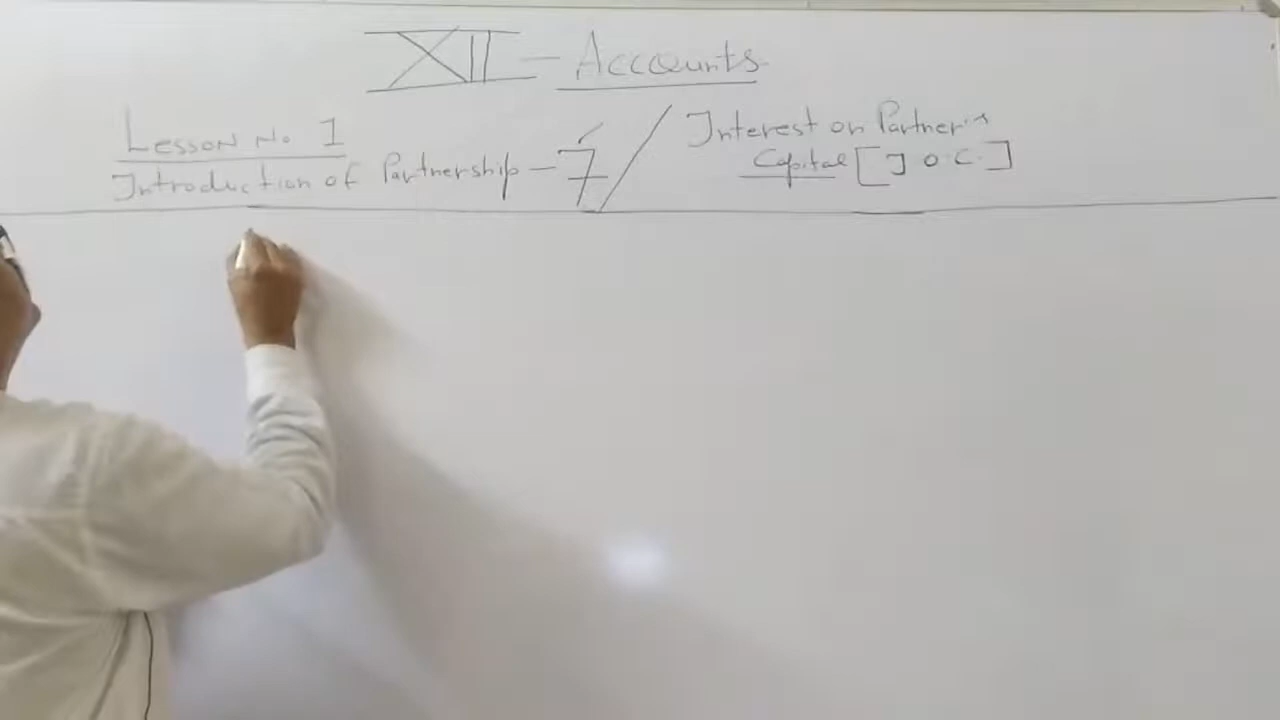 XII - Accounts
Lesson No. 1
Introduction of Partnership - 7 / Interest on Partner's
Capital [I O. C.]